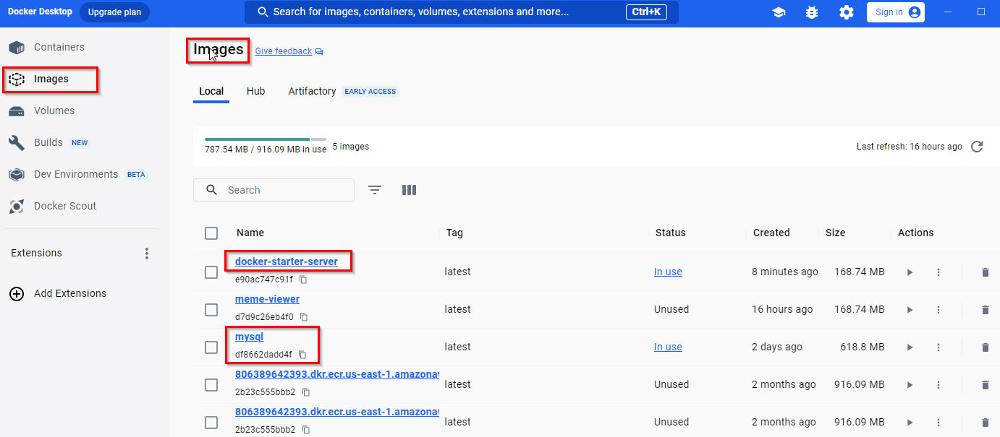 Docker Desktop Upgrade plan Search for images, containers, volumes, extensions and more... Ctrl+K Sign in
Containers
Images
Volumes
Builds NEW
Dev Environments BETA
Docker Scout
Extensions
Add Extensions
Images Give feedback
Local Hub Artifactory EARLY ACCESS
787.54 MB / 916.09 MB in use 5 images Last refresh: 16 hours ago
Search
Name Tag Status Created Size Actions
docker-starter-server
e90ac747c91f latest In use 8 minutes ago 168.74 MB
meme-viewer
d7d9c26eb4f0 latest Unused 16 hours ago 168.74 MB
mysql
df8662dadd4f latest In use 2 days ago 618.8 MB
806389642393.dkr.ecr.us-east-1.amazona
2b23c555bbb2 latest Unused 2 months ago 916.09 MB
806389642393.dkr.ecr.us-east-1.amazona
2b23c555bbb2 latest Unused 2 months ago 916.09 MB